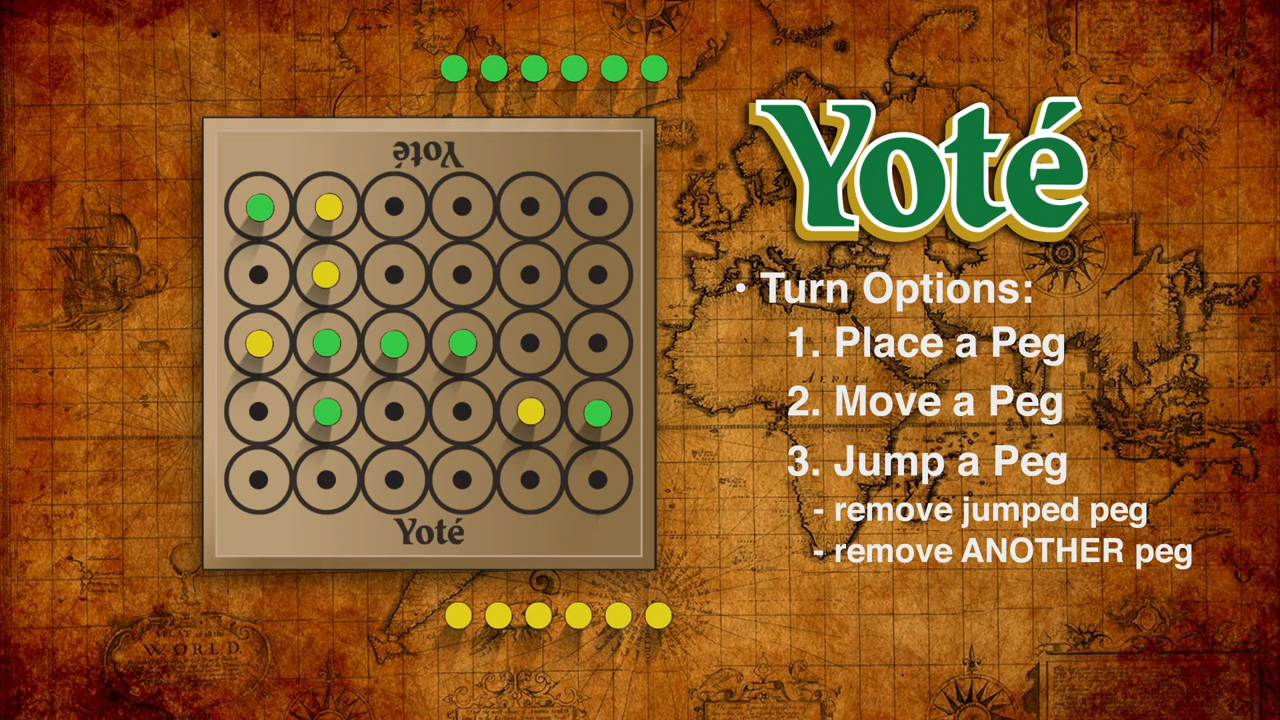 Yoté
Yoté
• Turn Options:
1. Place a Peg
2. Move a Peg
3. Jump a Peg
- remove jumped peg
- remove ANOTHER peg
Yoté
WORLD.